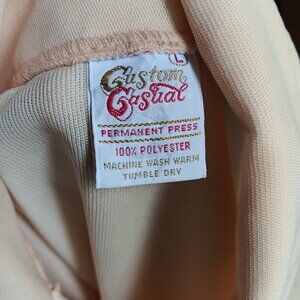 L
Custom
Casual
PERMANENT PRESS
100% POLYESTER
MACHINE WASH WARM
TUMBLE DRY